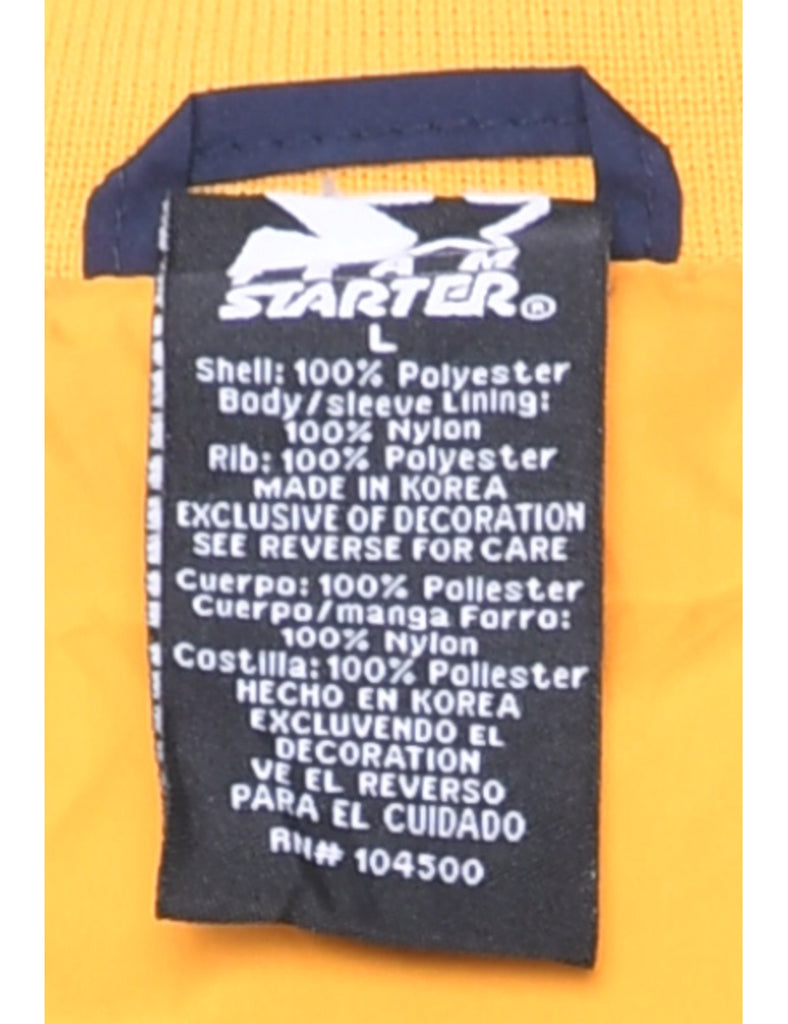 TEAM
STARTER®
L
Shell: 100% Polyester
Body/sleeve Lining:
100% Nylon
Rib: 100% Polyester
MADE IN KOREA
EXCLUSIVE OF DECORATION
SEE REVERSE FOR CARE
Cuerpo: 100% Poliester
Cuerpo/manga Forro:
100% Nylon
Costilla: 100% Poliester
HECHO EN KOREA
EXCLUVENDO EL
DECORATION
VE EL REVERSO
PARA EL CUIDADO
RN# 104500